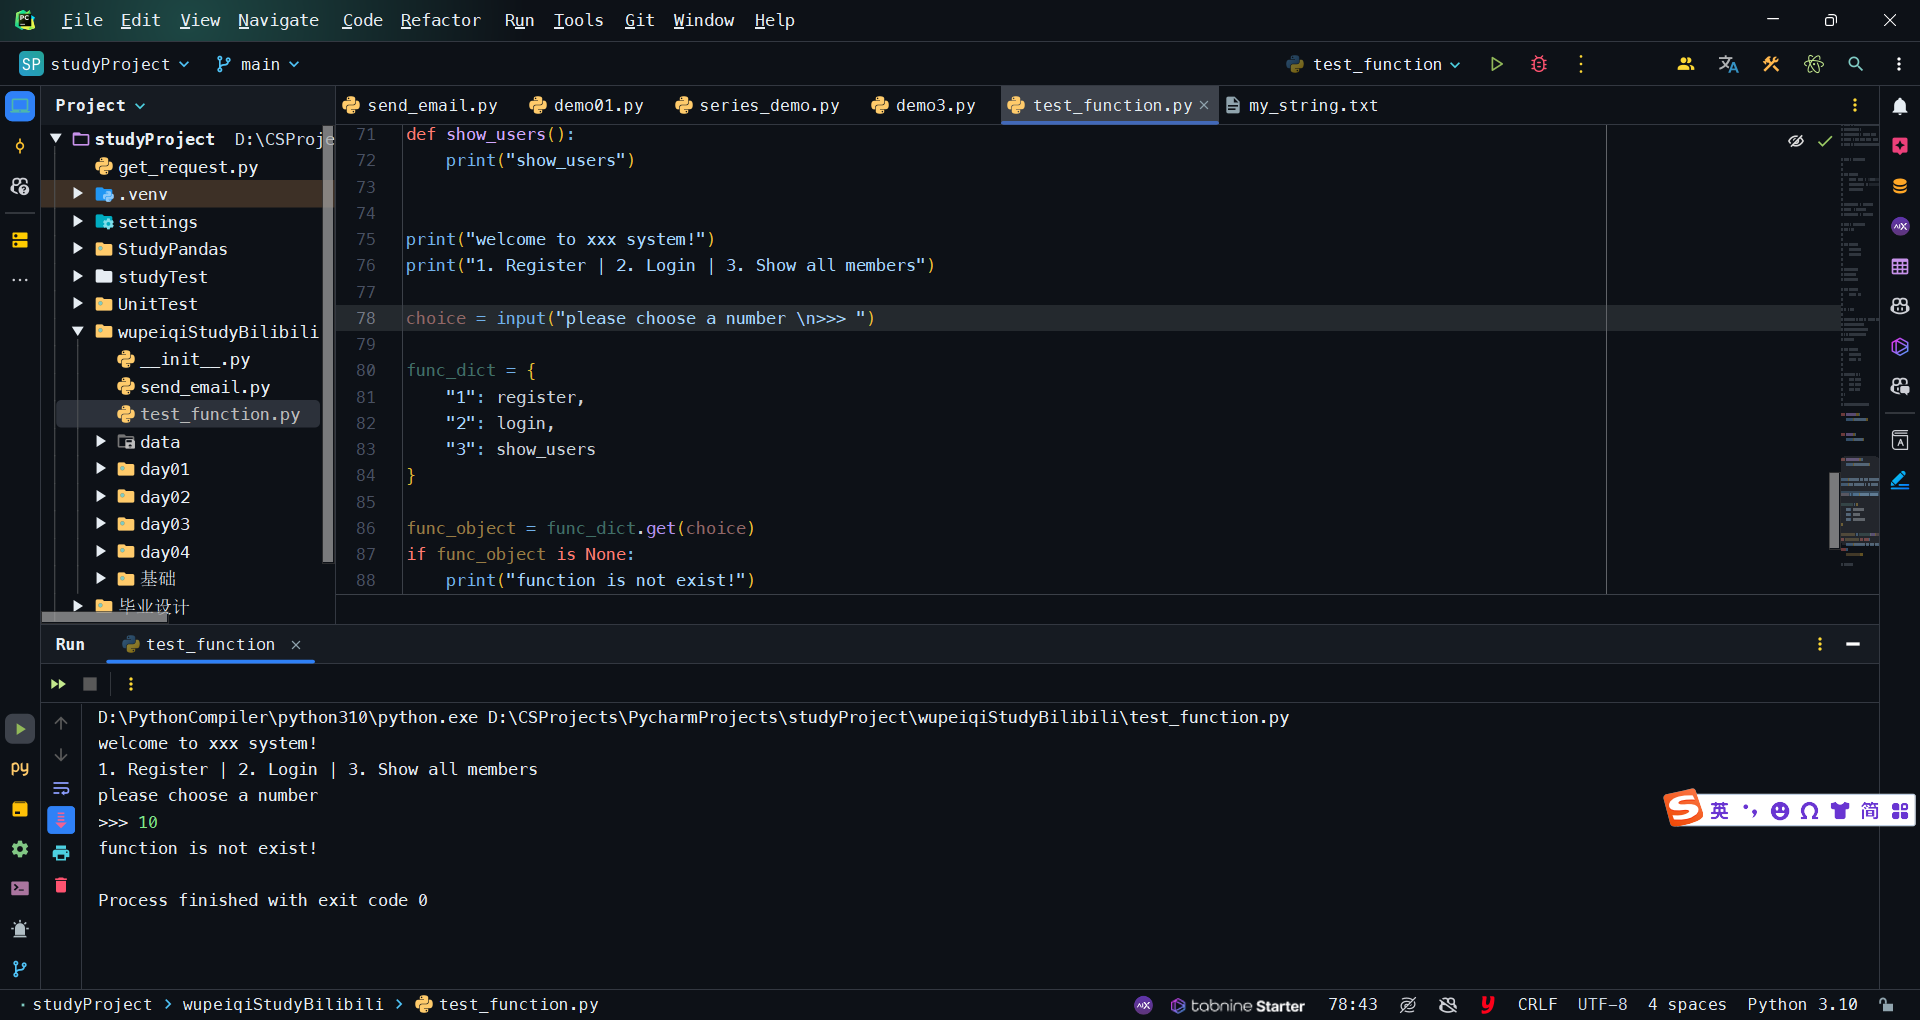 File Edit View Navigate Code Refactor Run Tools Git Window Help
SP studyProject main test_function
Project send_email.py demo01.py series_demo.py demo3.py test_function.py my_string.txt
studyProject D:\CSProje
get_request.py
.venv
settings
StudyPandas
studyTest
UnitTest
wupeiqiStudyBilibili
__init__.py
send_email.py
test_function.py
data
day01
day02
day03
day04
基础
毕业设计
71 def show_users():
72     print("show_users")
73
74
75 print("welcome to xxx system!")
76 print("1. Register | 2. Login | 3. Show all members")
77
78 choice = input("please choose a number \n>>> ")
79
80 func_dict = {
81     "1": register,
82     "2": login,
83     "3": show_users
84 }
85
86 func_object = func_dict.get(choice)
87 if func_object is None:
88     print("function is not exist!")
Run test_function
D:\PythonCompiler\python310\python.exe D:\CSProjects\PycharmProjects\studyProject\wupeiqiStudyBilibili\test_function.py
welcome to xxx system!
1. Register | 2. Login | 3. Show all members
please choose a number
>>> 10
function is not exist!
Process finished with exit code 0
英 简
studyProject > wupeiqiStudyBilibili > test_function.py tabnine Starter 78:43 CRLF UTF-8 4 spaces Python 3.10